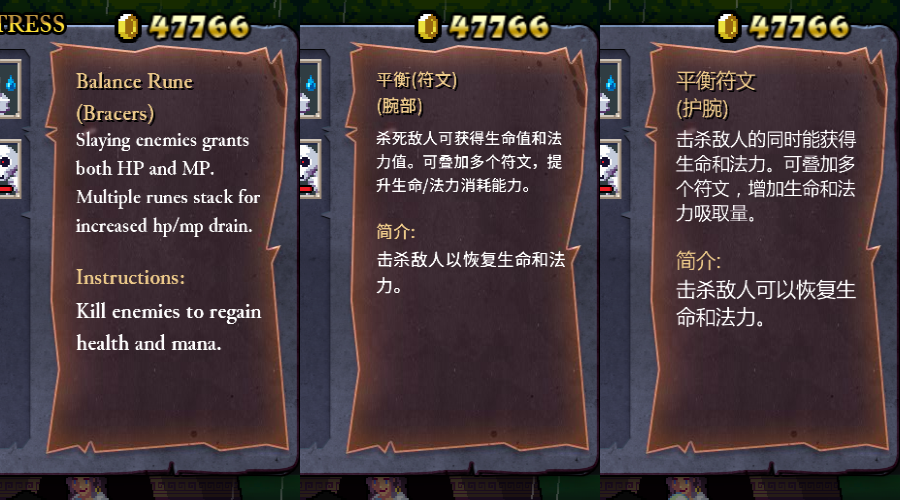 TRESS
47766
Balance Rune
(Bracers)
Slaying enemies grants
both HP and MP.
Multiple runes stack for
increased hp/mp drain.
Instructions:
Kill enemies to regain
health and mana.
47766
平衡(符文)
(腕部)
杀死敌人可获得生命值和法
力值。可叠加多个符文，提
升生命/法力消耗能力。
简介:
击杀敌人以恢复生命和法
力。
47766
平衡符文
(护腕)
击杀敌人的同时能获得
生命和法力。可叠加多
个符文，增加生命和法
力吸取量。
简介:
击杀敌人可以恢复生
命和法力。